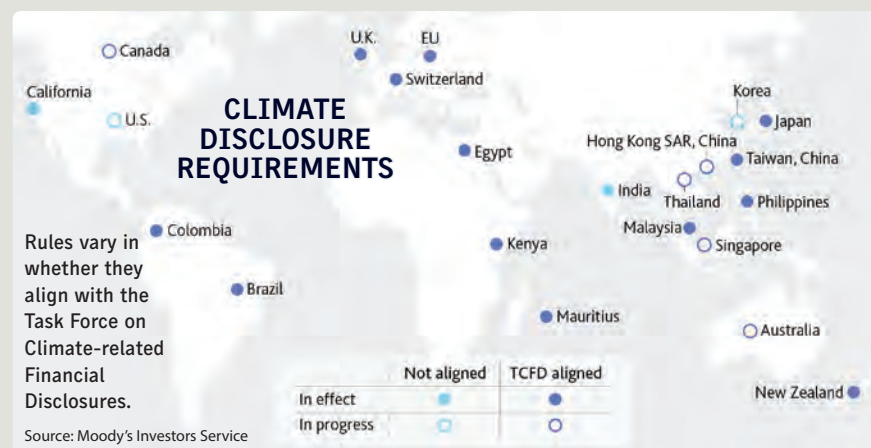 CLIMATE
DISCLOSURE
REQUIREMENTS
Canada
California
U.S.
U.K.
EU
Switzerland
Egypt
Korea
Japan
Hong Kong SAR, China
Taiwan, China
India
Thailand
Philippines
Malaysia
Singapore
Colombia
Kenya
Brazil
Mauritius
Australia
New Zealand
Rules vary in
whether they
align with the
Task Force on
Climate-related
Financial
Disclosures.
Not aligned TCFD aligned
In effect
In progress
Source: Moody's Investors Service